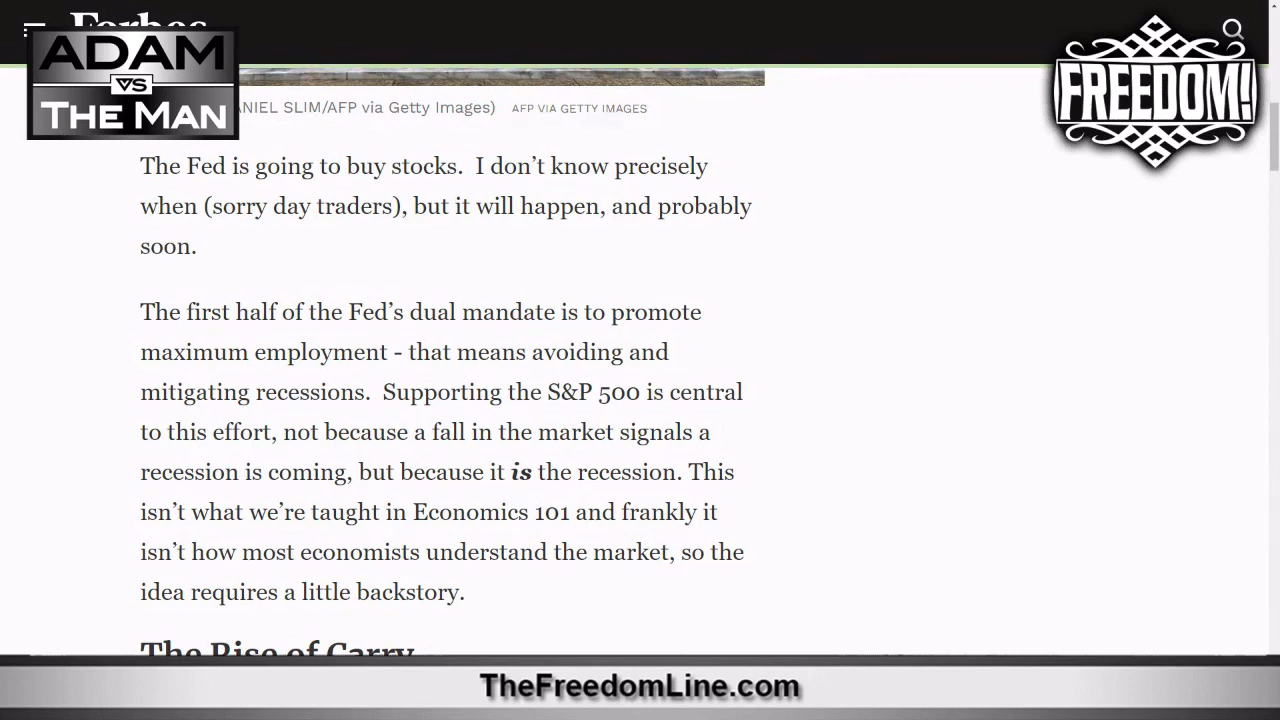 Forbes
ADAM
VS
THE MAN
FREEDOM!
ANIEL SLIM/AFP via Getty Images) AFP VIA GETTY IMAGES
The Fed is going to buy stocks.  I don’t know precisely
when (sorry day traders), but it will happen, and probably
soon.
The first half of the Fed’s dual mandate is to promote
maximum employment - that means avoiding and
mitigating recessions.  Supporting the S&P 500 is central
to this effort, not because a fall in the market signals a
recession is coming, but because it is the recession. This
isn’t what we’re taught in Economics 101 and frankly it
isn’t how most economists understand the market, so the
idea requires a little backstory.
The Rise of Carry
TheFreedomLine.com